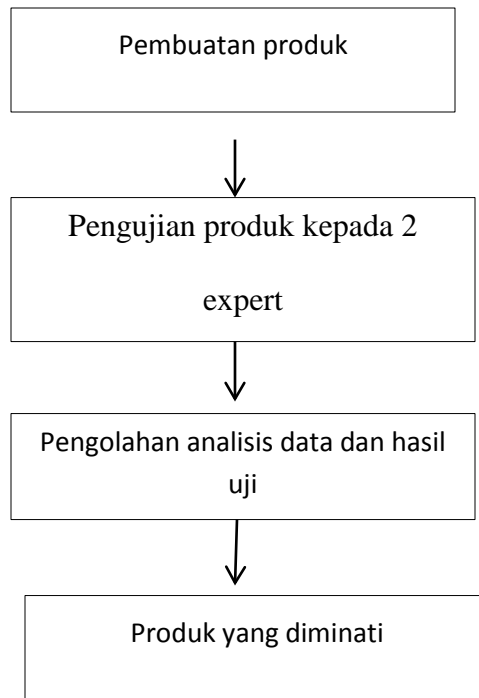 Pembuatan produk
Pengujian produk kepada 2
expert
Pengolahan analisis data dan hasil
uji
Produk yang diminati